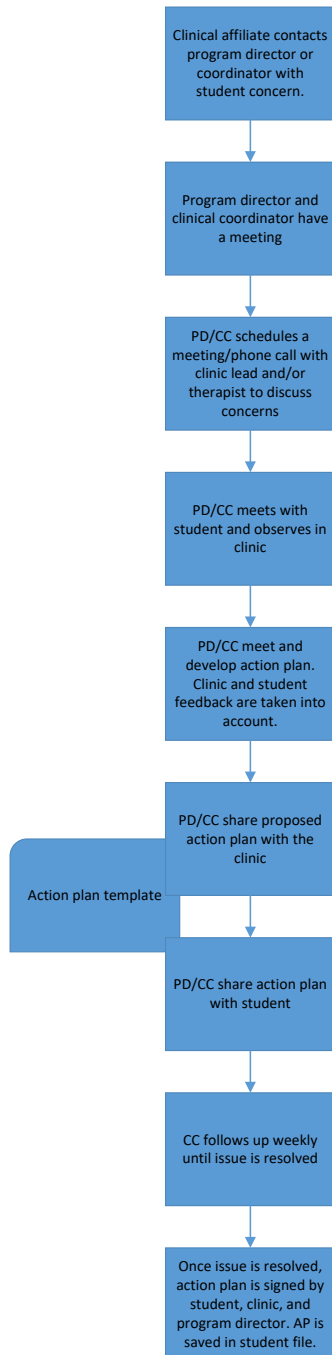 Clinical affiliate contacts
program director or
coordinator with
student concern.
Program director and
clinical coordinator have
a meeting
PD/CC schedules a
meeting/phone call with
clinic lead and/or
therapist to discuss
concerns
PD/CC meets with
student and observes in
clinic
PD/CC meet and
develop action plan.
Clinic and student
feedback are taken into
account.
PD/CC share proposed
action plan with the
clinic
Action plan template
PD/CC share action plan
with student
CC follows up weekly
until issue is resolved
Once issue is resolved,
action plan is signed by
student, clinic, and
program director. AP is
saved in student file.